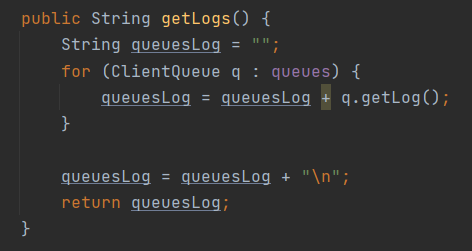 public String getLogs() {
    String queuesLog = "";
    for (ClientQueue q : queues) {
        queuesLog = queuesLog + q.getLog();
    }

    queuesLog = queuesLog + "\n";
    return queuesLog;
}